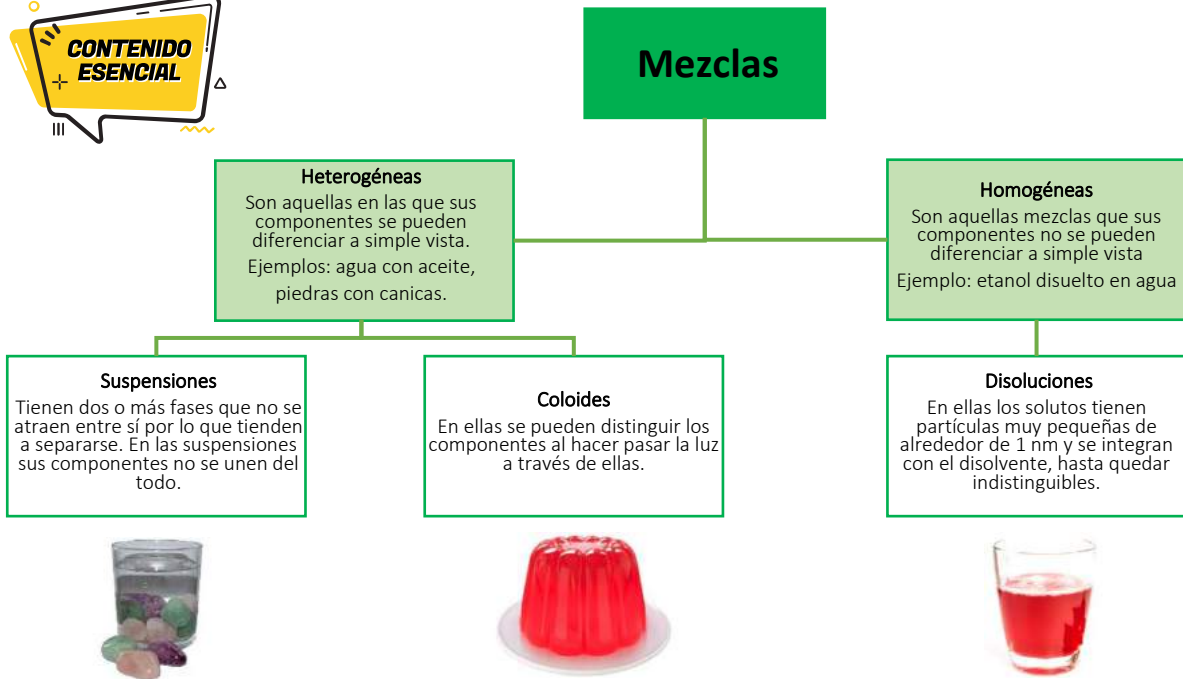 CONTENIDO
ESENCIAL
Mezclas
Heterogéneas
Son aquellas en las que sus
componentes se pueden
diferenciar a simple vista.
Ejemplos: agua con aceite,
piedras con canicas.
Homogéneas
Son aquellas mezclas que sus
componentes no se pueden
diferenciar a simple vista
Ejemplo: etanol disuelto en agua
Suspensiones
Tienen dos o más fases que no se
atraen entre sí por lo que tienden
a separarse. En las suspensiones
sus componentes no se unen del
todo.
Coloides
En ellas se pueden distinguir los
componentes al hacer pasar la luz
a través de ellas.
Disoluciones
En ellas los solutos tienen
partículas muy pequeñas de
alrededor de 1 nm y se integran
con el disolvente, hasta quedar
indistinguibles.